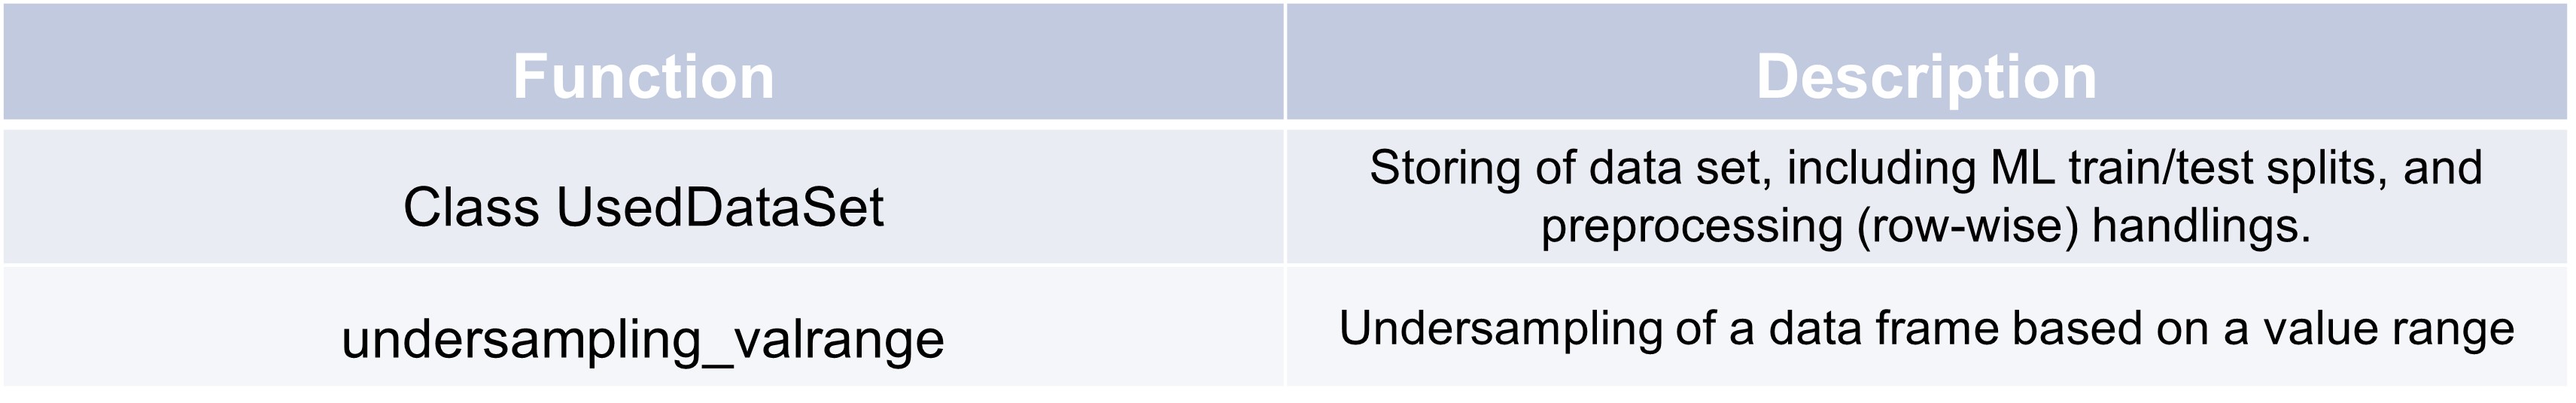 Function
Description
Class UsedDataSet
Storing of data set, including ML train/test splits, and
preprocessing (row-wise) handlings.
undersampling_valrange
Undersampling of a data frame based on a value range